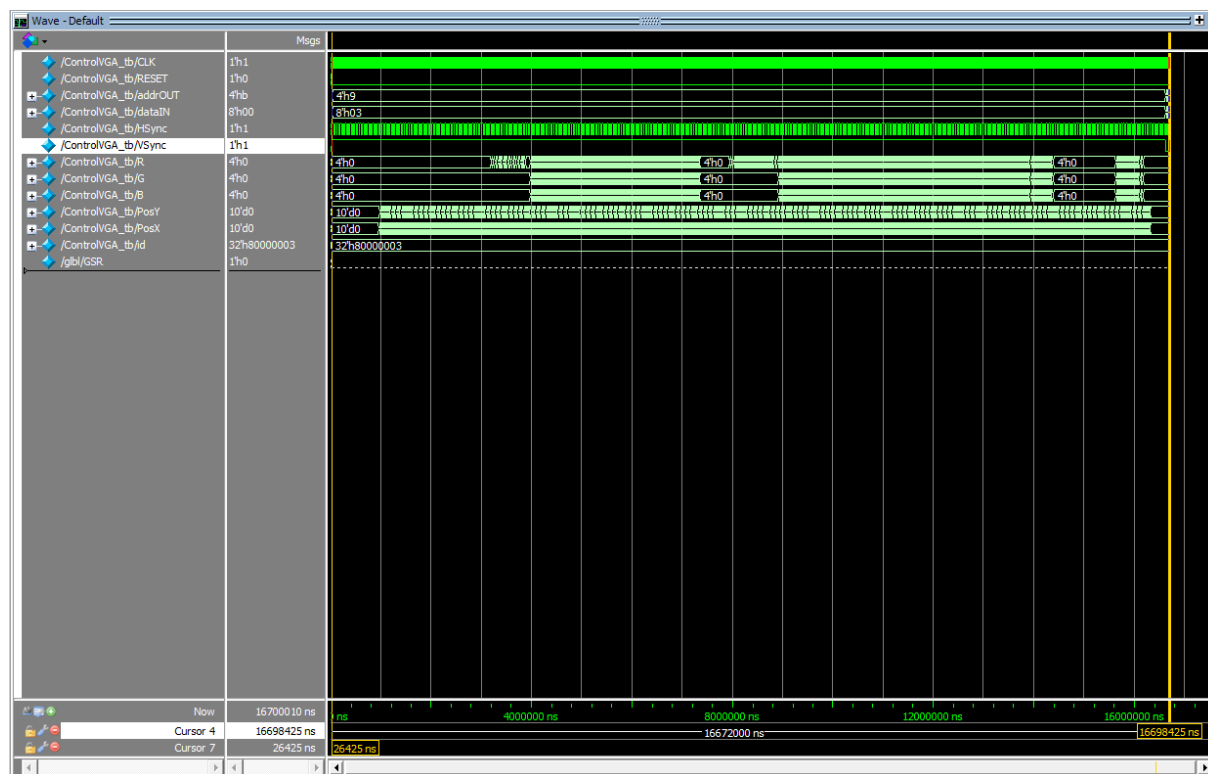 Wave - Default
Msgs
/ControlVGA_tb/CLK 1'h1
/ControlVGA_tb/RESET 1'h0
/ControlVGA_tb/addrOUT 4'hb 4'h9
/ControlVGA_tb/dataIN 8'h00 8'h03
/ControlVGA_tb/HSync 1'h1
/ControlVGA_tb/VSync 1'h1
/ControlVGA_tb/R 4'h0 4'h0 4'h0 4'h0
/ControlVGA_tb/G 4'h0 4'h0 4'h0 4'h0
/ControlVGA_tb/B 4'h0 4'h0 4'h0 4'h0
/ControlVGA_tb/PosY 10'd0 10'd0
/ControlVGA_tb/PosX 10'd0 10'd0
/ControlVGA_tb/id 32'h80000003 32'h80000003
/glbl/GSR 1'h0
Now 16700010 ns ns 4000000 ns 8000000 ns 12000000 ns 16000000 ns
Cursor 4 16698425 ns 16672000 ns 16698425 ns
Cursor 7 26425 ns 26425 ns